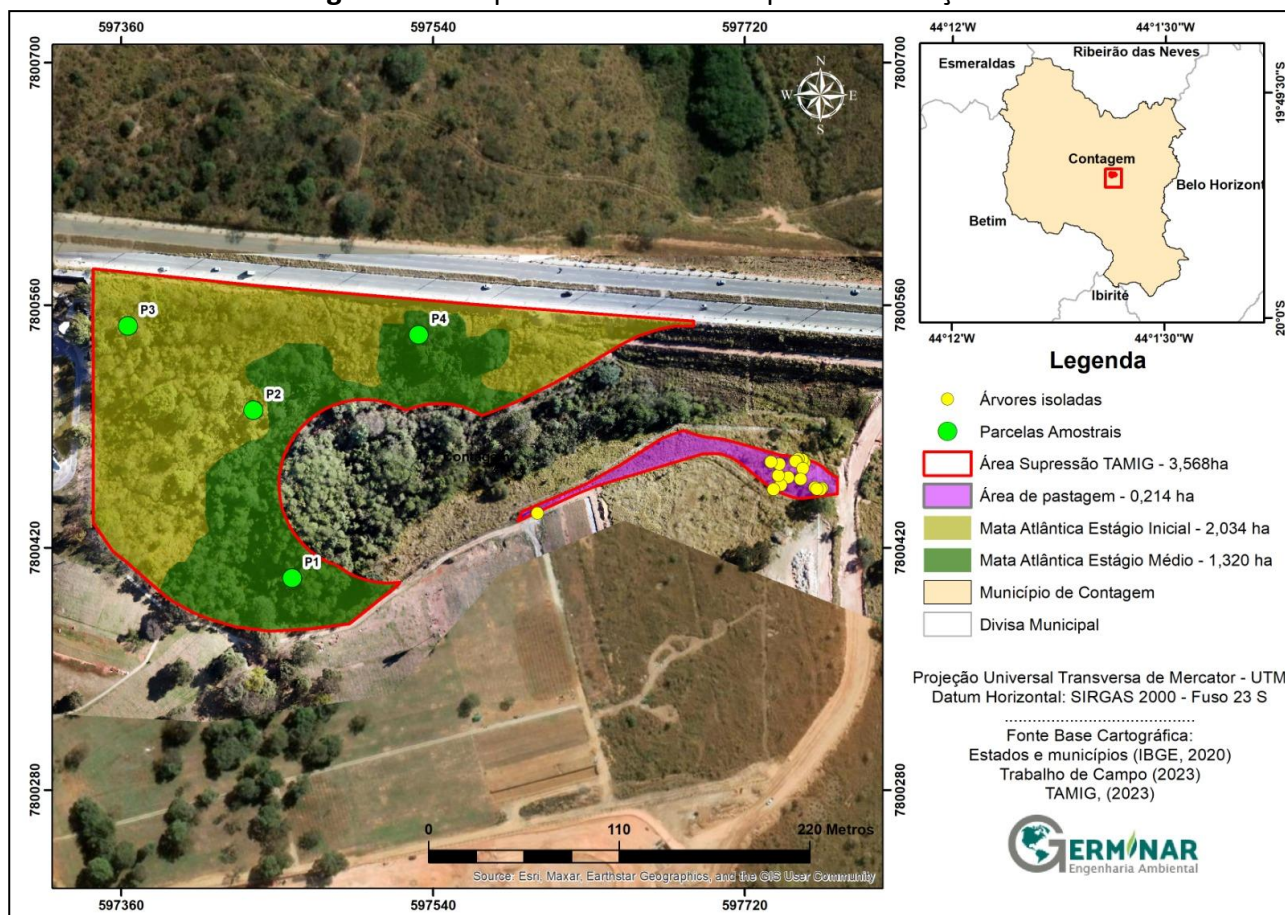 597360
597540
597720
7800700
7800560
7800420
7800280
7800700
7800560
7800420
7800280
597360
597540
597720
N
W E
S
P3
P4
P2
P1
0
110
220 Metros
Source: Esri, Maxar, Earthstar Geographics, and the GIS User Community
44°12'W
44°1'30"W
Ribeirão das Neves
Esmeraldas
Contagem
Belo Horizont
Betim
Ibirité
19°49'30"S
20°0'S
44°12'W
44°1'30"W
Legenda
Árvores isoladas
Parcelas Amostrais
Área Supressão TAMIG - 3,568ha
Área de pastagem - 0,214 ha
Mata Atlântica Estágio Inicial - 2,034 ha
Mata Atlântica Estágio Médio - 1,320 ha
Município de Contagem
Divisa Municipal
Projeção Universal Transversa de Mercator - UTM
Datum Horizontal: SIRGAS 2000 - Fuso 23 S
Fonte Base Cartográfica:
Estados e municípios (IBGE, 2020)
Trabalho de Campo (2023)
TAMIG, (2023)
GERMINAR
Engenharia Ambiental